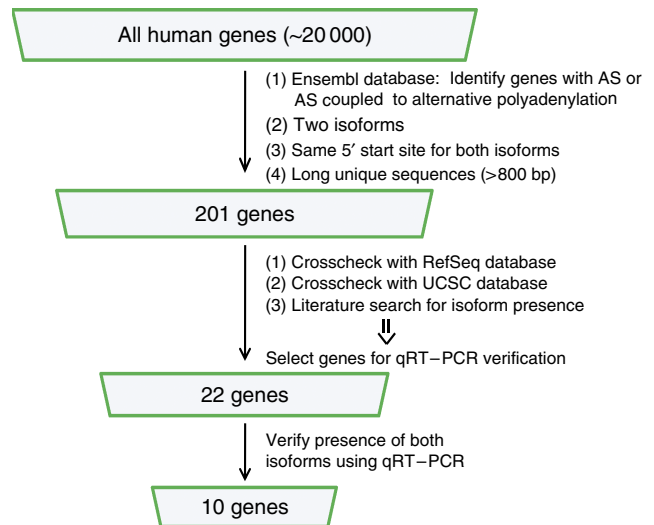 All human genes (~20 000)
(1) Ensembl database: Identify genes with AS or
AS coupled to alternative polyadenylation
(2) Two isoforms
(3) Same 5′ start site for both isoforms
(4) Long unique sequences (>800 bp)
201 genes
(1) Crosscheck with RefSeq database
(2) Crosscheck with UCSC database
(3) Literature search for isoform presence
Select genes for qRT–PCR verification
22 genes
Verify presence of both
isoforms using qRT–PCR
10 genes